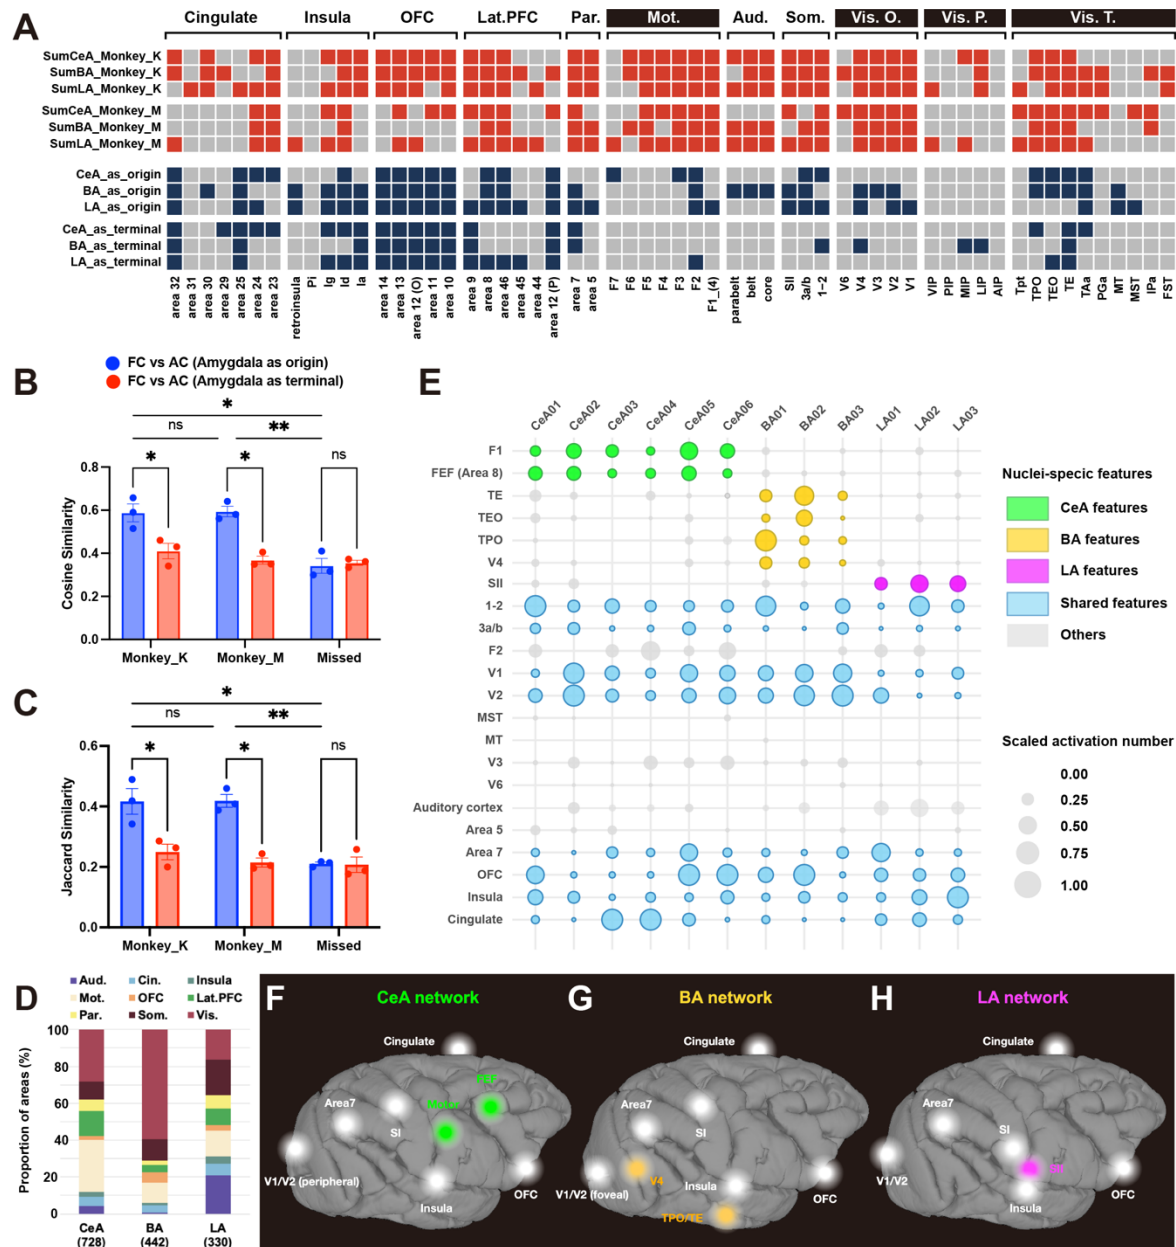 A
Cingulate Insula OFC Lat.PFC Par. Mot. Aud. Som. Vis. O. Vis. P. Vis. T.
SumCeA_Monkey_K
SumBA_Monkey_K
SumLA_Monkey_K
SumCeA_Monkey_M
SumBA_Monkey_M
SumLA_Monkey_M
CeA_as_origin
BA_as_origin
LA_as_origin
CeA_as_terminal
BA_as_terminal
LA_as_terminal
area 32 area 31 area 30 area 29 area 25 area 24 area 23 retroinsula Pi Ig Id Ia area 14 area 13 area 12 (O) area 11 area 10 area 9 area 8 area 46 area 45 area 44 area 12 (P) area 7 area 5 F7 F6 F5 F4 F3 F2 F1_(4) parabelt belt core SII 3a/b 1-2 V6 V4 V3 V2 V1 VIP PIP MIP LIP AIP Tpt TPO TEO TE TAa PGa MT MST IPa FST
FC vs AC (Amygdala as origin)
FC vs AC (Amygdala as terminal)
B
*
ns
**
*
*
ns
Cosine Similarity
0.8
0.6
0.4
0.2
0.0
Monkey_K Monkey_M Missed
C
*
ns
**
*
*
ns
Jaccard Similarity
0.6
0.4
0.2
0.0
Monkey_K Monkey_M Missed
D
Aud. Cin. Insula
Mot. OFC Lat.PFC
Par. Som. Vis.
Proportion of areas (%)
100
80
60
40
20
0
CeA BA LA
(728) (442) (330)
E
CeA01 CeA02 CeA03 CeA04 CeA05 CeA06 BA01 BA02 BA03 LA01 LA02 LA03
F1
FEF (Area 8)
TE
TEO
TPO
V4
SII
1-2
3a/b
F2
V1
V2
MST
MT
V3
V6
Auditory cortex
Area 5
Area 7
OFC
Insula
Cingulate
Nuclei-specic features
CeA features
BA features
LA features
Shared features
Others
Scaled activation number
0.00
0.25
0.50
0.75
1.00
F
CeA network
Cingulate
FEF
Area7
Motor
SI
V1/V2 (peripheral)
Insula
OFC
G
BA network
Cingulate
Area7
SI
V4
V1/V2 (foveal)
Insula
OFC
TPO/TE
H
LA network
Cingulate
Area7
SI
SII
V1/V2
Insula
OFC